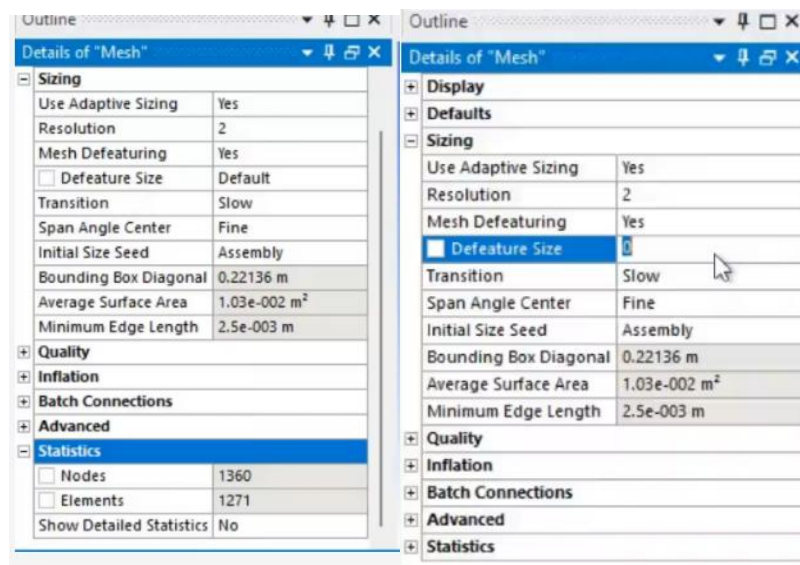 Outline
Details of "Mesh"
Sizing
Use Adaptive Sizing Yes
Resolution 2
Mesh Defeaturing Yes
Defeature Size Default
Transition Slow
Span Angle Center Fine
Initial Size Seed Assembly
Bounding Box Diagonal 0.22136 m
Average Surface Area 1.03e-002 m²
Minimum Edge Length 2.5e-003 m
Quality
Inflation
Batch Connections
Advanced
Statistics
Nodes 1360
Elements 1271
Show Detailed Statistics No
Outline
Details of "Mesh"
Display
Defaults
Sizing
Use Adaptive Sizing Yes
Resolution 2
Mesh Defeaturing Yes
Defeature Size 0
Transition Slow
Span Angle Center Fine
Initial Size Seed Assembly
Bounding Box Diagonal 0.22136 m
Average Surface Area 1.03e-002 m²
Minimum Edge Length 2.5e-003 m
Quality
Inflation
Batch Connections
Advanced
Statistics